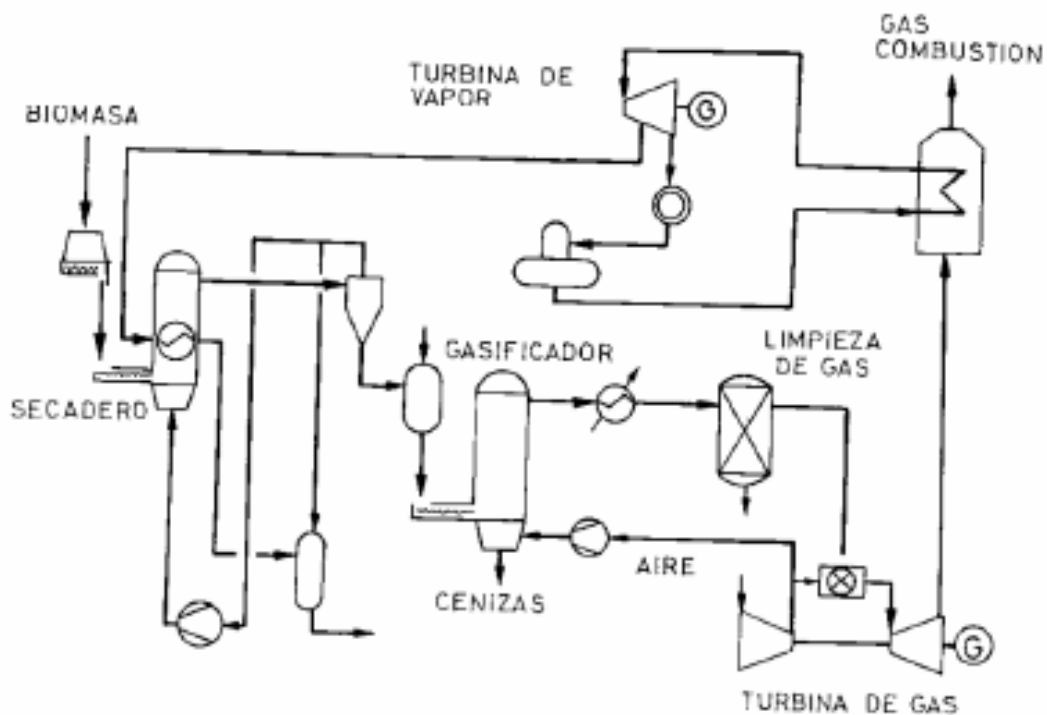 GAS
COMBUSTION
TURBINA DE
VAPOR
G
BIOMASA
GASIFICADOR
LIMPIEZA
DE GAS
SECADERO
AIRE
CENIZAS
G
TURBINA DE GAS